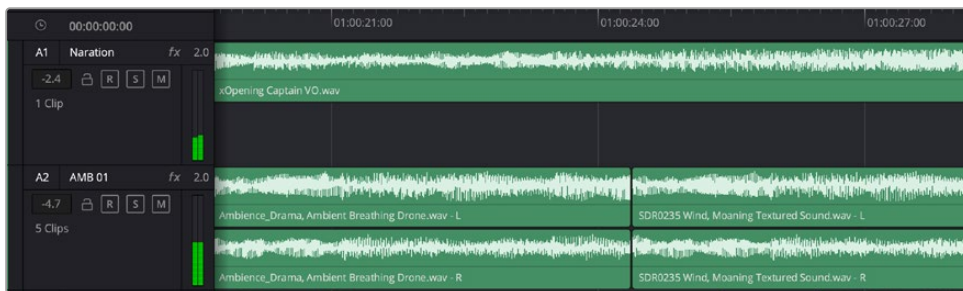 00:00:00:00
01:00:21:00
01:00:24:00
01:00:27:00
A1 Naration fx 2.0
-2.4 R S M
xOpening Captain VO.wav
1 Clip
A2 AMB 01 fx 2.0
-4.7 R S M
Ambience_Drama, Ambient Breathing Drone.wav - L
SDR0235 Wind, Moaning Textured Sound.wav - L
5 Clips
Ambience_Drama, Ambient Breathing Drone.wav - R
SDR0235 Wind, Moaning Textured Sound.wav - R